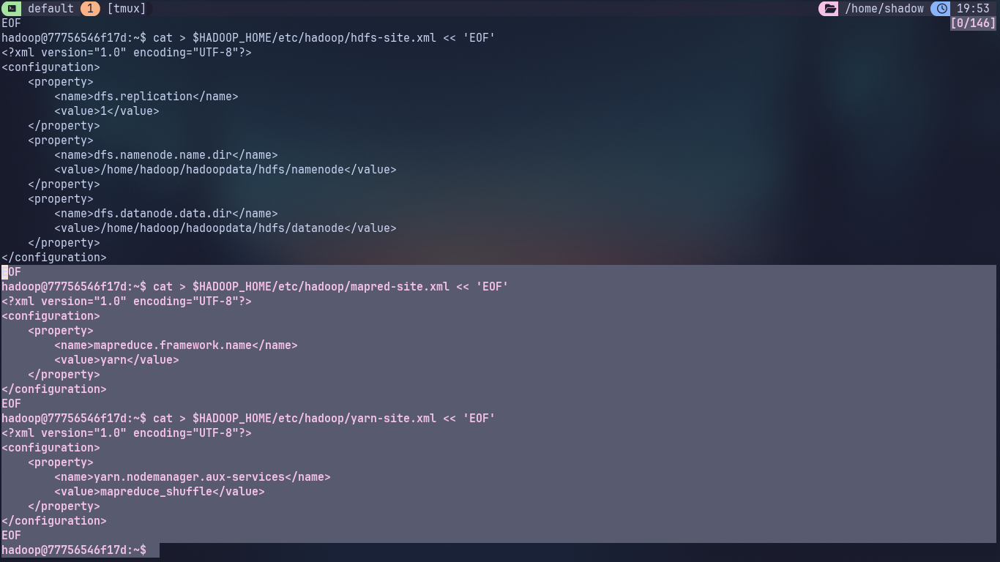 default 1 [tmux] /home/shadow 19:53
EOF [0/146]
hadoop@77756546f17d:~$ cat > $HADOOP_HOME/etc/hadoop/hdfs-site.xml << 'EOF'
<?xml version="1.0" encoding="UTF-8"?>
<configuration>
    <property>
        <name>dfs.replication</name>
        <value>1</value>
    </property>
    <property>
        <name>dfs.namenode.name.dir</name>
        <value>/home/hadoop/hadoopdata/hdfs/namenode</value>
    </property>
    <property>
        <name>dfs.datanode.data.dir</name>
        <value>/home/hadoop/hadoopdata/hdfs/datanode</value>
    </property>
</configuration>
EOF
hadoop@77756546f17d:~$ cat > $HADOOP_HOME/etc/hadoop/mapred-site.xml << 'EOF'
<?xml version="1.0" encoding="UTF-8"?>
<configuration>
    <property>
        <name>mapreduce.framework.name</name>
        <value>yarn</value>
    </property>
</configuration>
EOF
hadoop@77756546f17d:~$ cat > $HADOOP_HOME/etc/hadoop/yarn-site.xml << 'EOF'
<?xml version="1.0" encoding="UTF-8"?>
<configuration>
    <property>
        <name>yarn.nodemanager.aux-services</name>
        <value>mapreduce_shuffle</value>
    </property>
</configuration>
EOF
hadoop@77756546f17d:~$